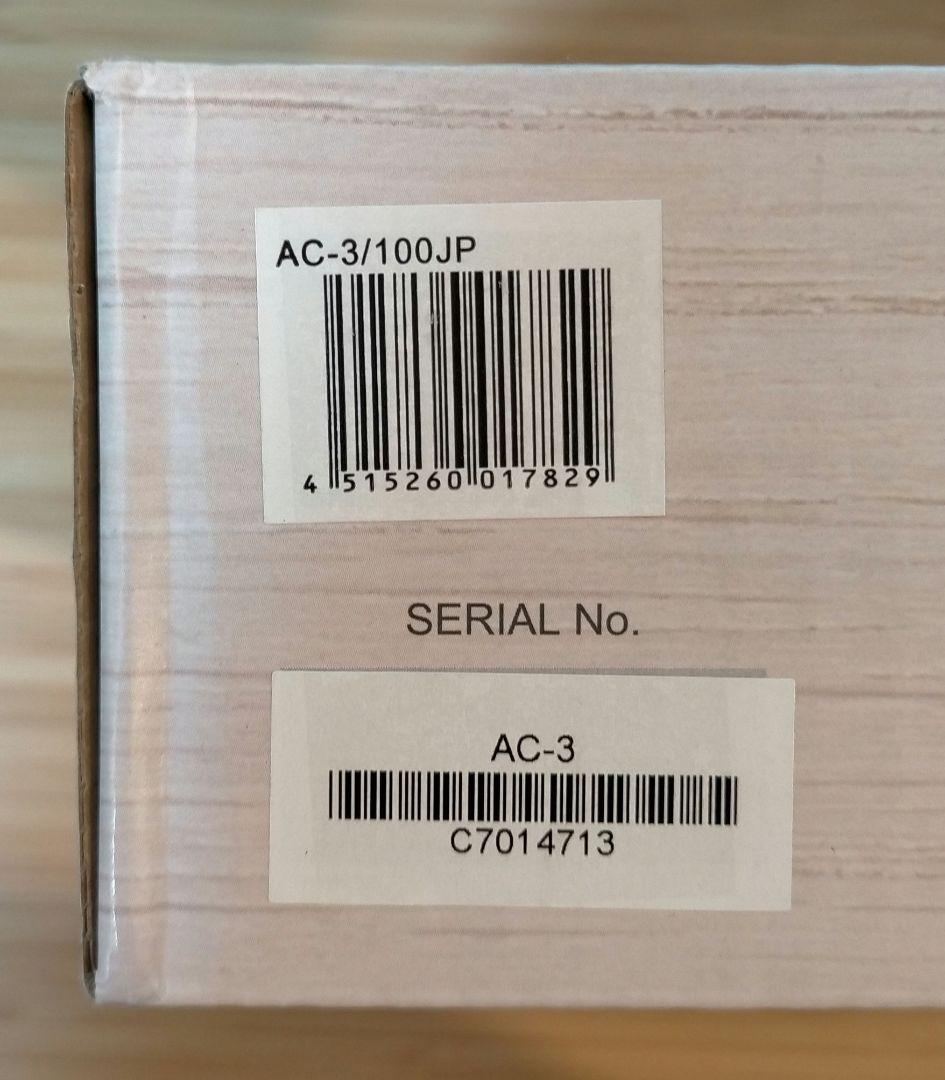 AC-3/100JP
4 515260 017829
SERIAL No.
AC-3
C7014713